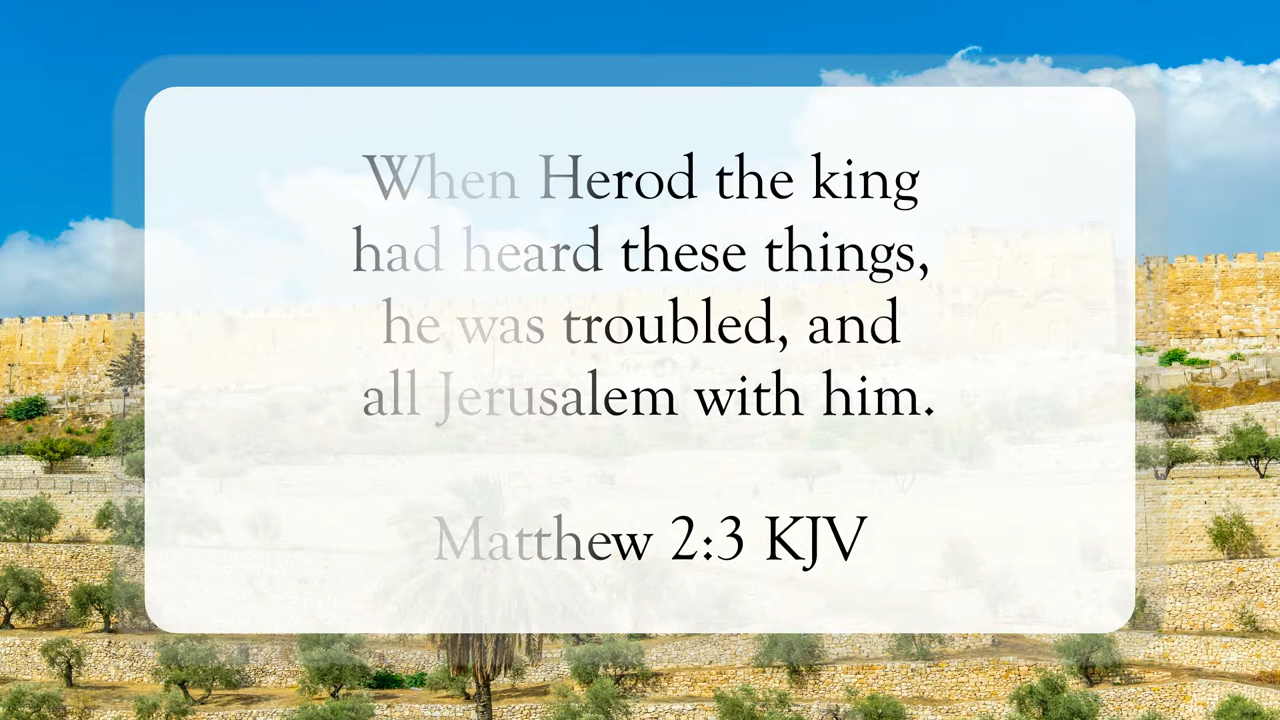 When Herod the king
had heard these things,
he was troubled, and
all Jerusalem with him.
Matthew 2:3 KJV